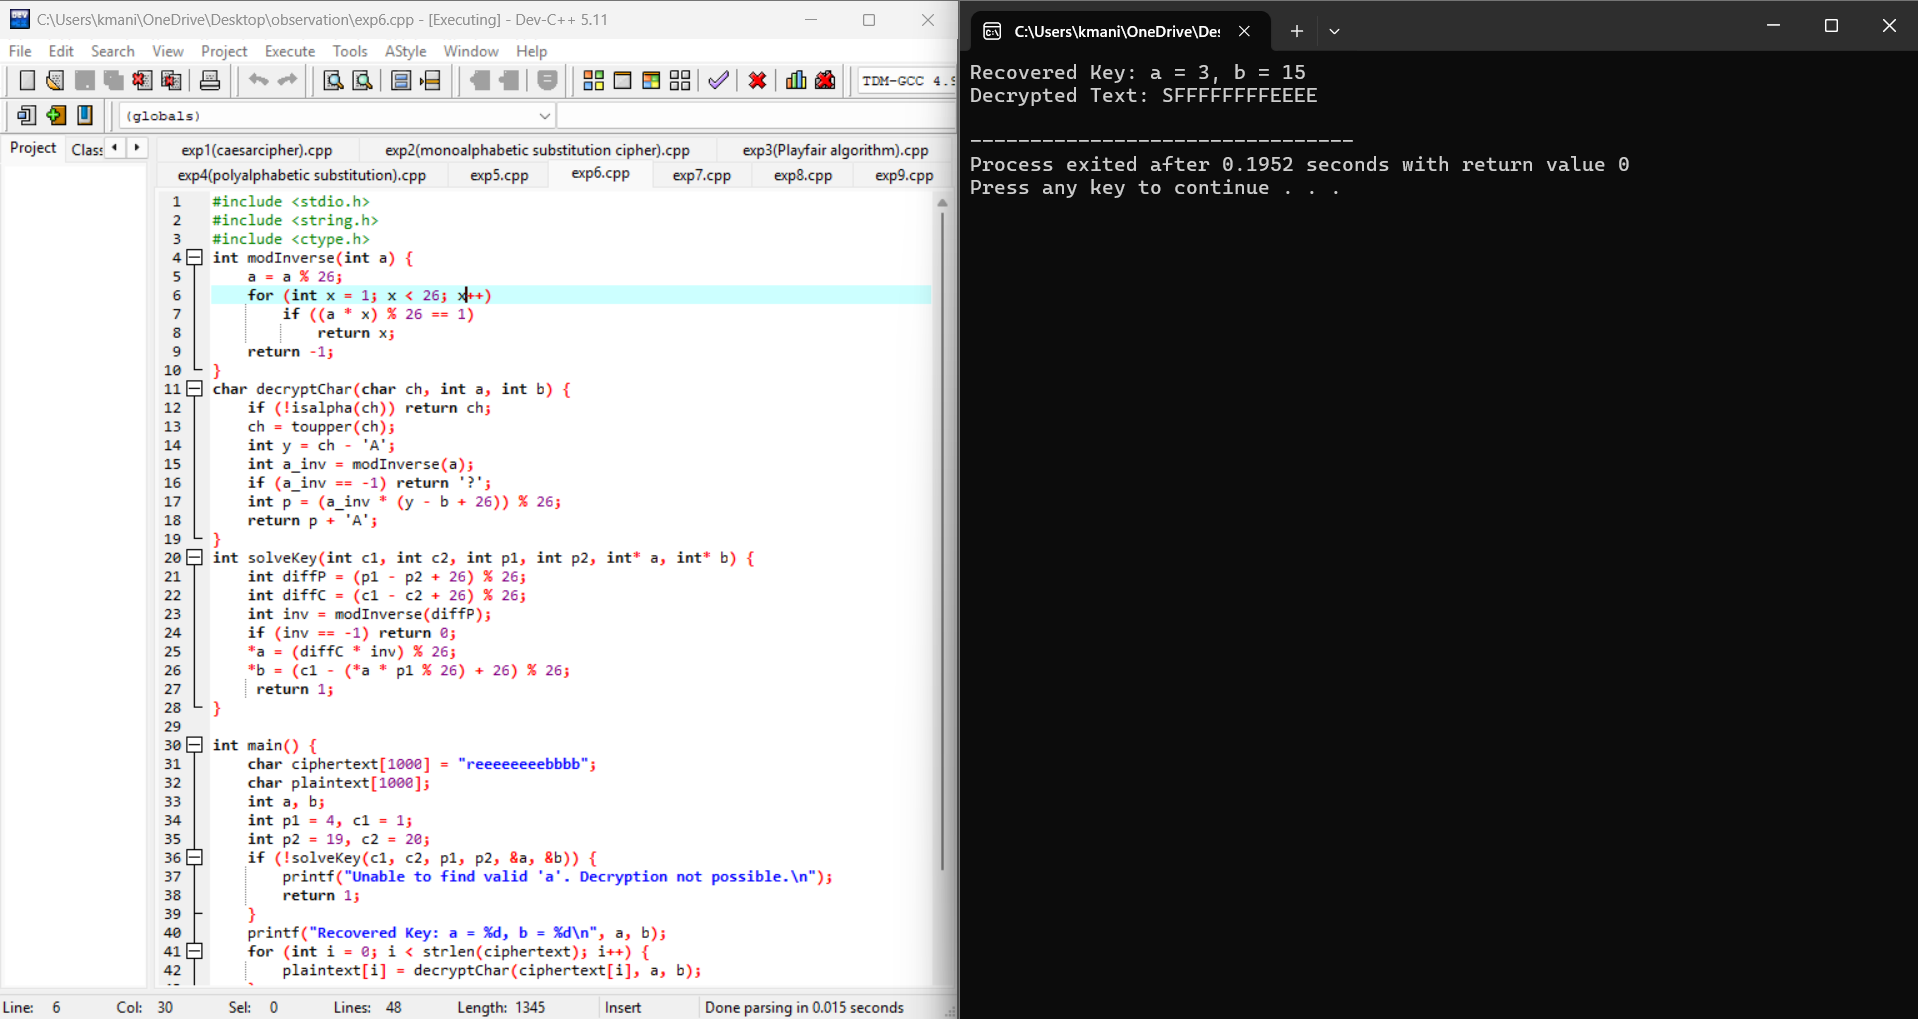 C:\Users\kmani\OneDrive\Desktop\observation\exp6.cpp - [Executing] - Dev-C++ 5.11
File Edit Search View Project Execute Tools AStyle Window Help
TDM-GCC 4.9
(globals)
Project Class
exp1(caesarcipher).cpp exp2(monoalphabetic substitution cipher).cpp exp3(Playfair algorithm).cpp
exp4(polyalphabetic substitution).cpp exp5.cpp exp6.cpp exp7.cpp exp8.cpp exp9.cpp
1 #include <stdio.h>
2 #include <string.h>
3 #include <ctype.h>
4 int modInverse(int a) {
5 a = a % 26;
6 for (int x = 1; x < 26; x++)
7 if ((a * x) % 26 == 1)
8 return x;
9 return -1;
10 }
11 char decryptChar(char ch, int a, int b) {
12 if (!isalpha(ch)) return ch;
13 ch = toupper(ch);
14 int y = ch - 'A';
15 int a_inv = modInverse(a);
16 if (a_inv == -1) return '?';
17 int p = (a_inv * (y - b + 26)) % 26;
18 return p + 'A';
19 }
20 int solveKey(int c1, int c2, int p1, int p2, int* a, int* b) {
21 int diffP = (p1 - p2 + 26) % 26;
22 int diffC = (c1 - c2 + 26) % 26;
23 int inv = modInverse(diffP);
24 if (inv == -1) return 0;
25 *a = (diffC * inv) % 26;
26 *b = (c1 - (*a * p1 % 26) + 26) % 26;
27 return 1;
28 }
29
30 int main() {
31 char ciphertext[1000] = "reeeeeeeebbbb";
32 char plaintext[1000];
33 int a, b;
34 int p1 = 4, c1 = 1;
35 int p2 = 19, c2 = 20;
36 if (!solveKey(c1, c2, p1, p2, &a, &b)) {
37 printf("Unable to find valid 'a'. Decryption not possible.\n");
38 return 1;
39 }
40 printf("Recovered Key: a = %d, b = %d\n", a, b);
41 for (int i = 0; i < strlen(ciphertext); i++) {
42 plaintext[i] = decryptChar(ciphertext[i], a, b);
Line: 6 Col: 30 Sel: 0 Lines: 48 Length: 1345 Insert Done parsing in 0.015 seconds
C:\Users\kmani\OneDrive\De
Recovered Key: a = 3, b = 15
Decrypted Text: SFFFFFFFFEEEE
--------------------------------
Process exited after 0.1952 seconds with return value 0
Press any key to continue . . .